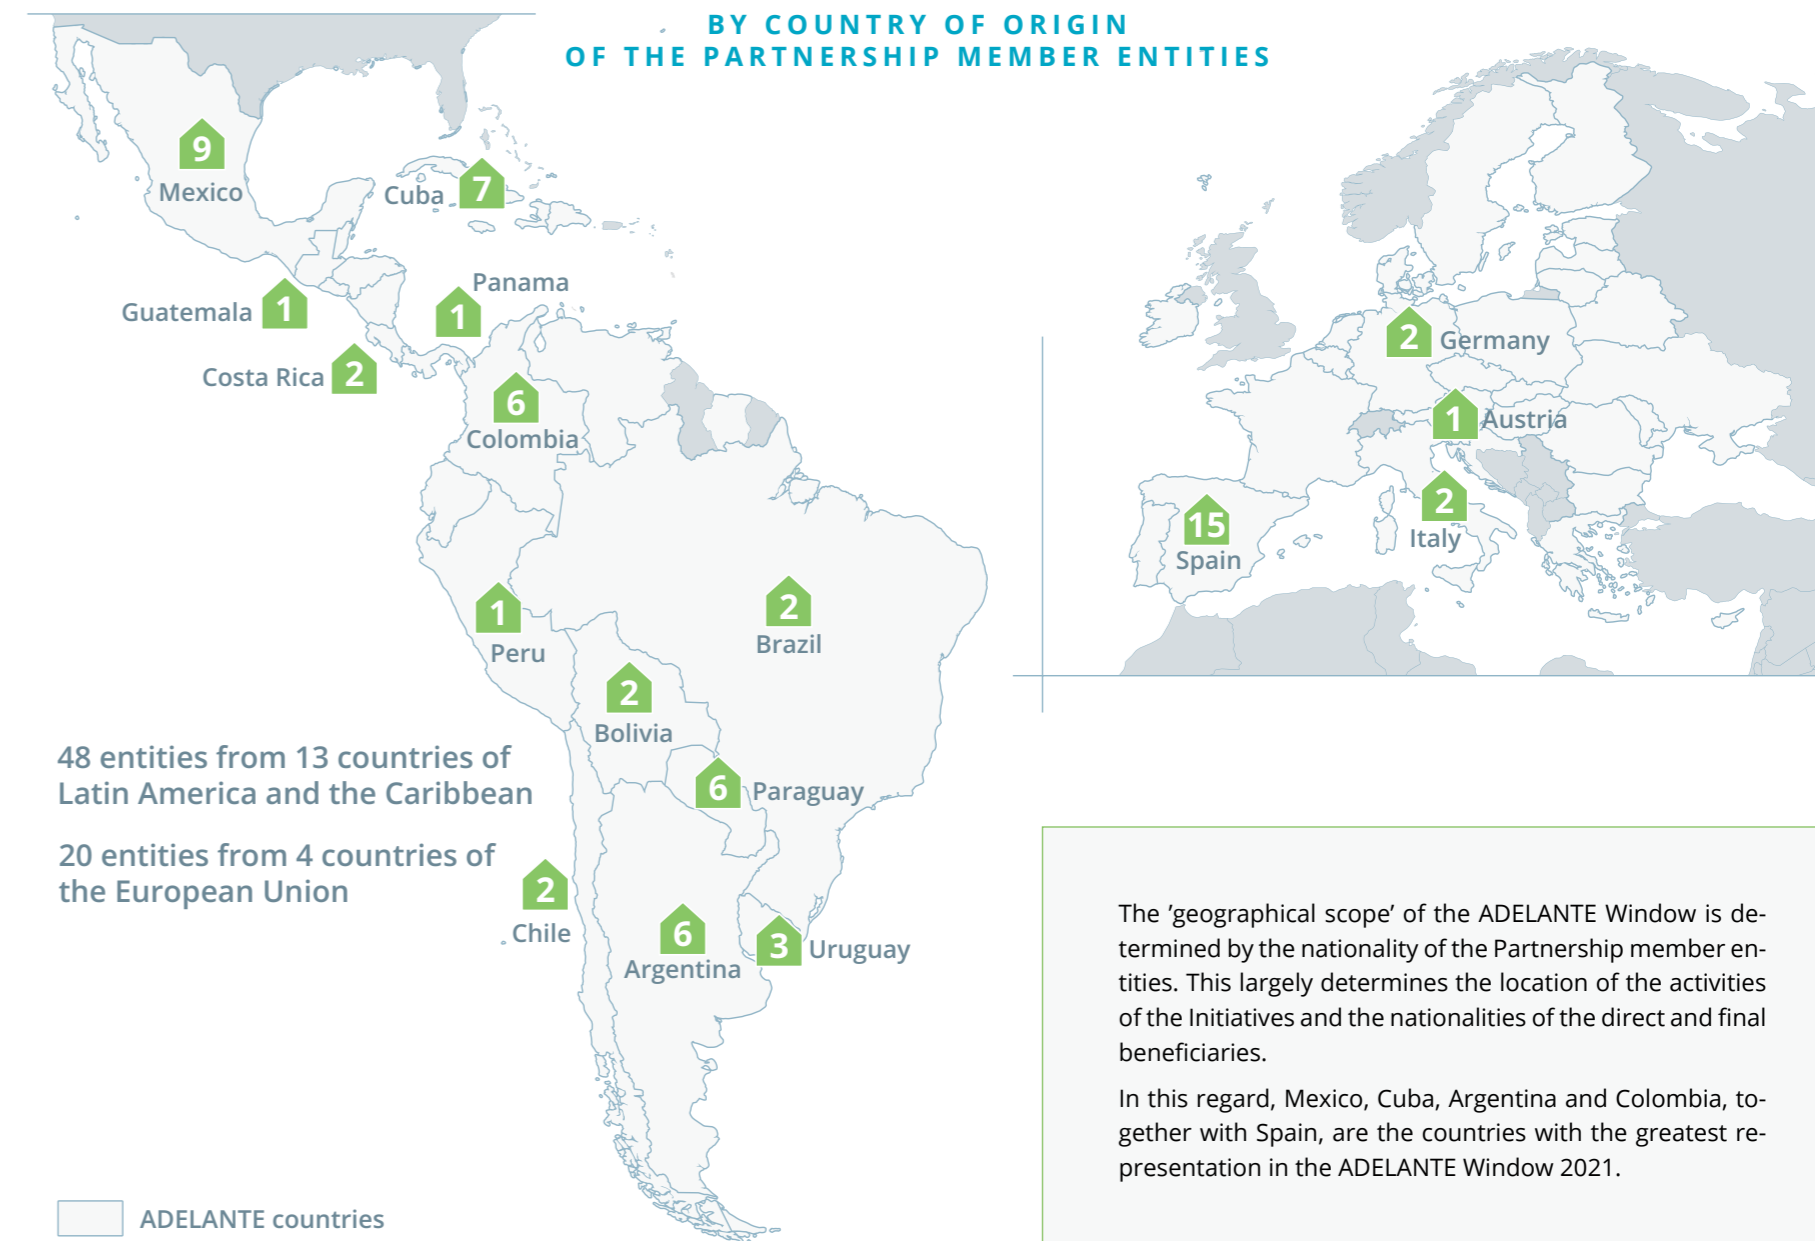 BY COUNTRY OF ORIGIN
OF THE PARTNERSHIP MEMBER ENTITIES
9
Mexico
Cuba 7
Guatemala 1
Panama
1
Costa Rica 2
6
Colombia
1
Peru
2
Brazil
2
Bolivia
6 Paraguay
2
Chile
6
Argentina
3 Uruguay
2 Germany
1 Austria
2
Italy
15
Spain
48 entities from 13 countries of
Latin America and the Caribbean
20 entities from 4 countries of
the European Union
ADELANTE countries
The ’geographical scope’ of the ADELANTE Window is de-
termined by the nationality of the Partnership member en-
tities. This largely determines the location of the activities
of the Initiatives and the nationalities of the direct and final
beneficiaries.
In this regard, Mexico, Cuba, Argentina and Colombia, to-
gether with Spain, are the countries with the greatest re-
presentation in the ADELANTE Window 2021.